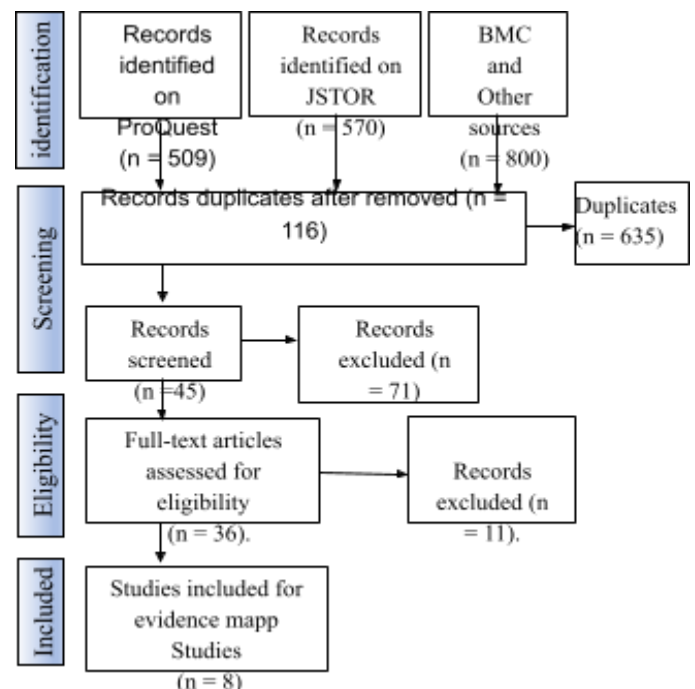 identification
Records
identified
on
ProQuest
(n = 509)
Records
identified on
JSTOR
(n = 570)
BMC
and
Other
sources
(n = 800)
Screening
Records duplicates after removed (n =
116)
Duplicates
(n = 635)
Records
screened
(n =45)
Records
excluded (n
= 71)
Eligibility
Full-text articles
assessed for
eligibility
(n = 36).
Records
excluded (n
= 11).
Included
Studies included for
evidence mapp
Studies
(n = 8)